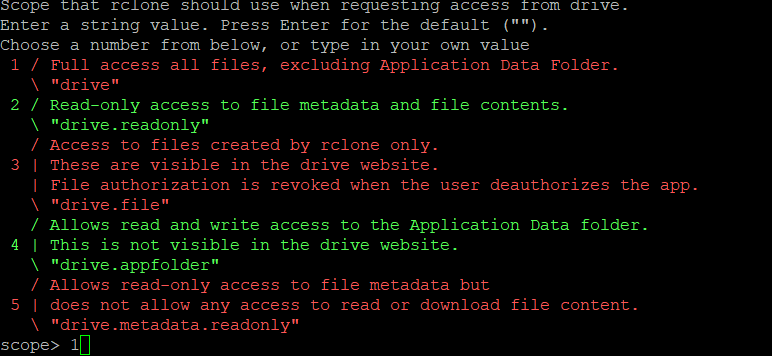 Scope that rclone should use when requesting access from drive.
Enter a string value. Press Enter for the default ("").
Choose a number from below, or type in your own value
 1 / Full access all files, excluding Application Data Folder.
   \ "drive"
 2 / Read-only access to file metadata and file contents.
   \ "drive.readonly"
   / Access to files created by rclone only.
 3 | These are visible in the drive website.
   | File authorization is revoked when the user deauthorizes the app.
   \ "drive.file"
   / Allows read and write access to the Application Data folder.
 4 | This is not visible in the drive website.
   \ "drive.appfolder"
   / Allows read-only access to file metadata but
 5 | does not allow any access to read or download file content.
   \ "drive.metadata.readonly"
scope> 1